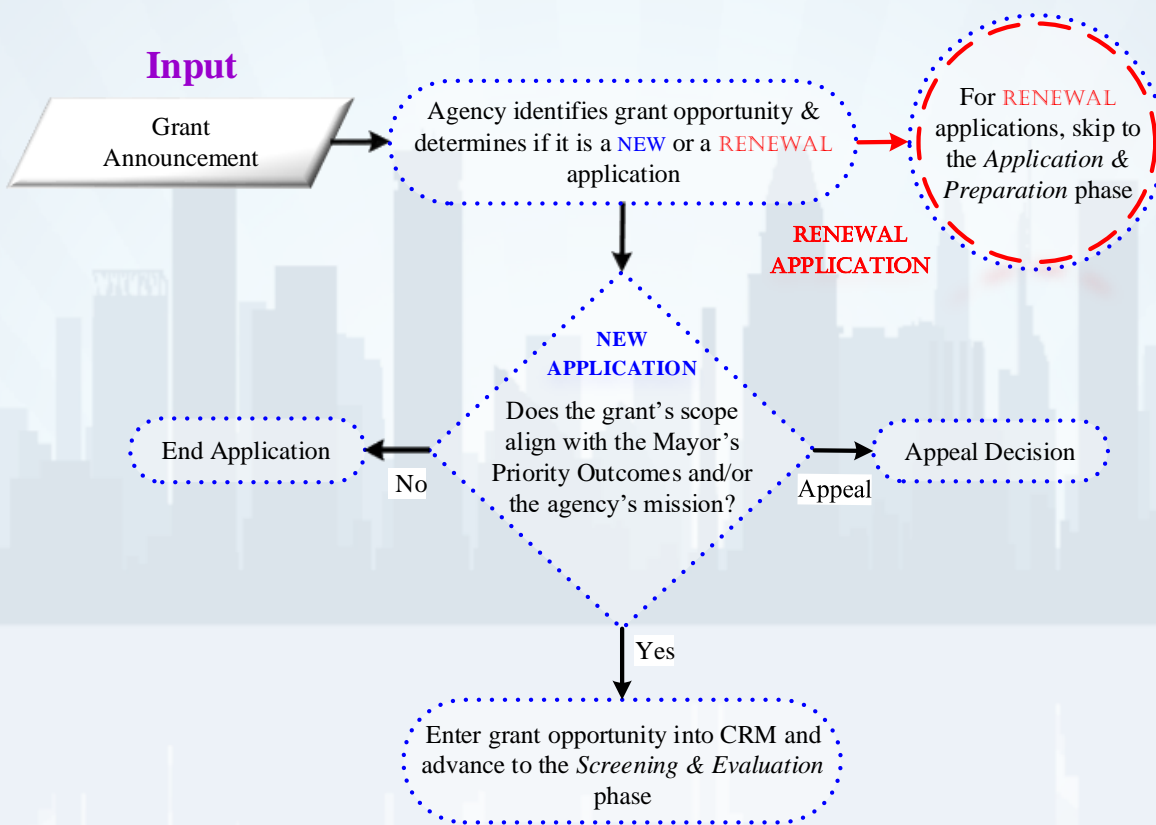 Input
Grant
Announcement
Agency identifies grant opportunity &
determines if it is a NEW or a RENEWAL
application
For RENEWAL
applications, skip to
the Application &
Preparation phase
RENEWAL
APPLICATION
NEW
APPLICATION
Does the grant’s scope
align with the Mayor’s
Priority Outcomes and/or
the agency’s mission?
End Application
No
Appeal Decision
Appeal
Yes
Enter grant opportunity into CRM and
advance to the Screening & Evaluation
phase